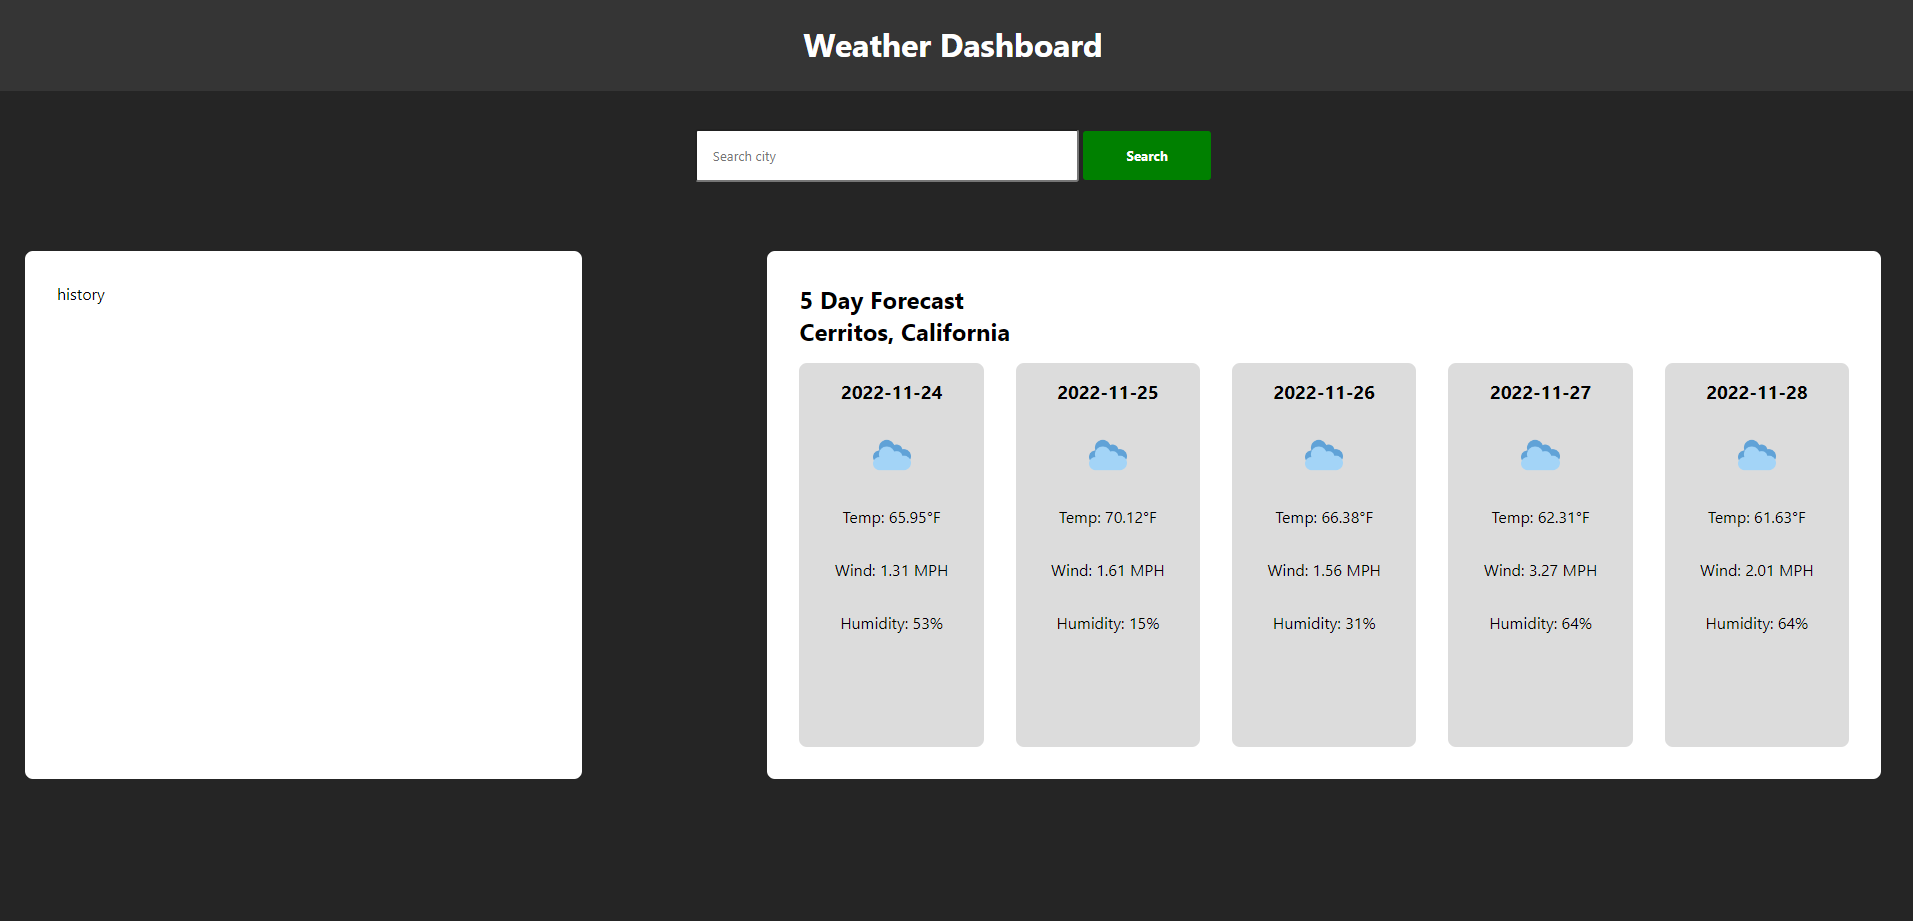 Weather Dashboard
Search city
Search
history
5 Day Forecast
Cerritos, California
2022-11-24
Temp: 65.95°F
Wind: 1.31 MPH
Humidity: 53%
2022-11-25
Temp: 70.12°F
Wind: 1.61 MPH
Humidity: 15%
2022-11-26
Temp: 66.38°F
Wind: 1.56 MPH
Humidity: 31%
2022-11-27
Temp: 62.31°F
Wind: 3.27 MPH
Humidity: 64%
2022-11-28
Temp: 61.63°F
Wind: 2.01 MPH
Humidity: 64%